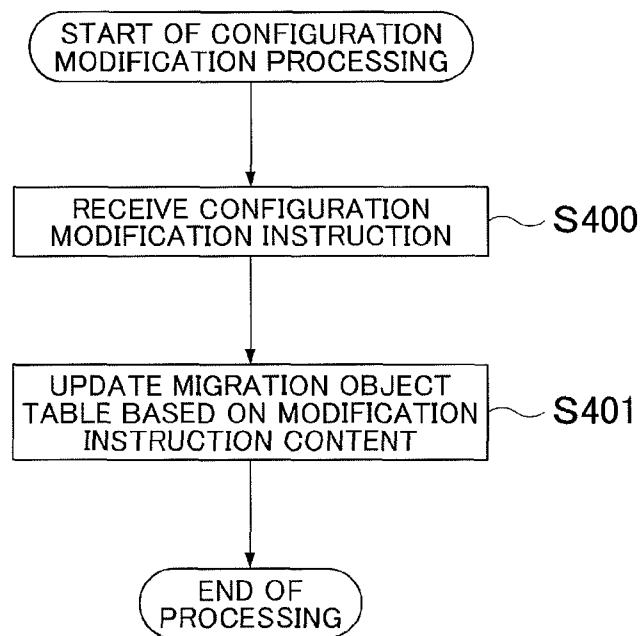 START OF CONFIGURATION
MODIFICATION PROCESSING
RECEIVE CONFIGURATION
MODIFICATION INSTRUCTION
S400
UPDATE MIGRATION OBJECT
TABLE BASED ON MODIFICATION
INSTRUCTION CONTENT
S401
END OF
PROCESSING